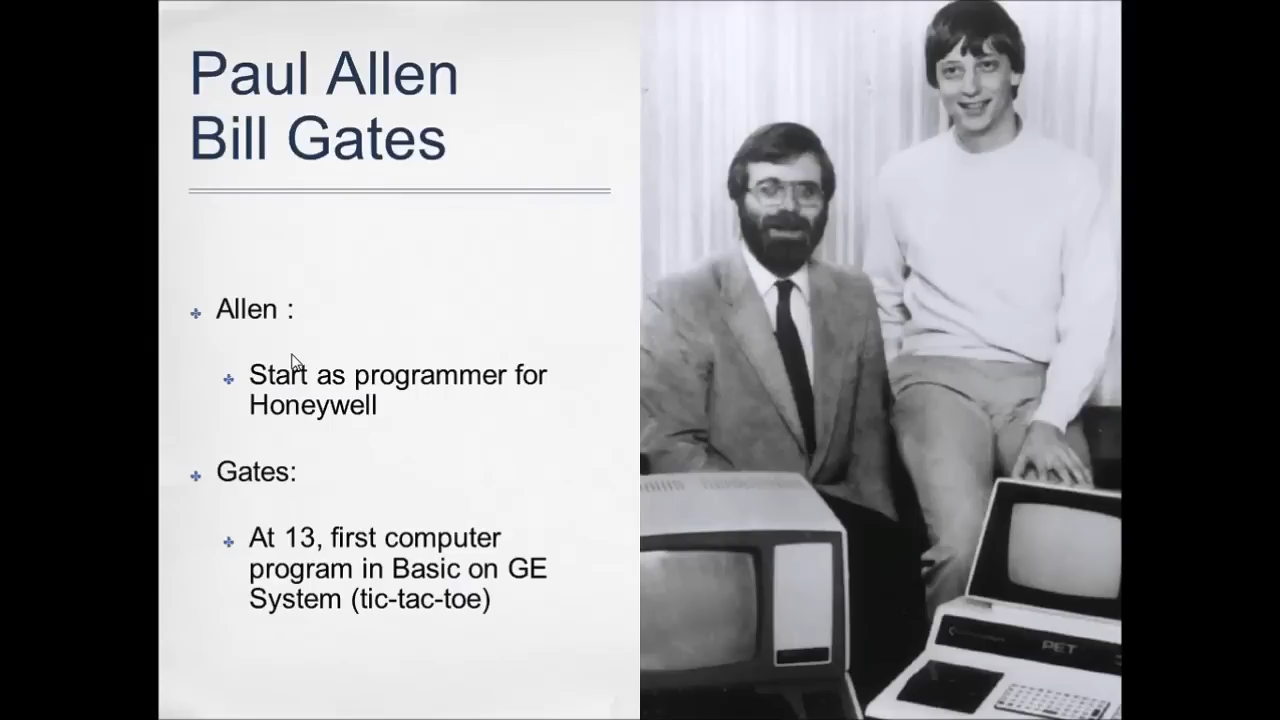 Paul Allen
Bill Gates
Allen :
Start as programmer for
Honeywell
Gates:
At 13, first computer
program in Basic on GE
System (tic-tac-toe)
PET